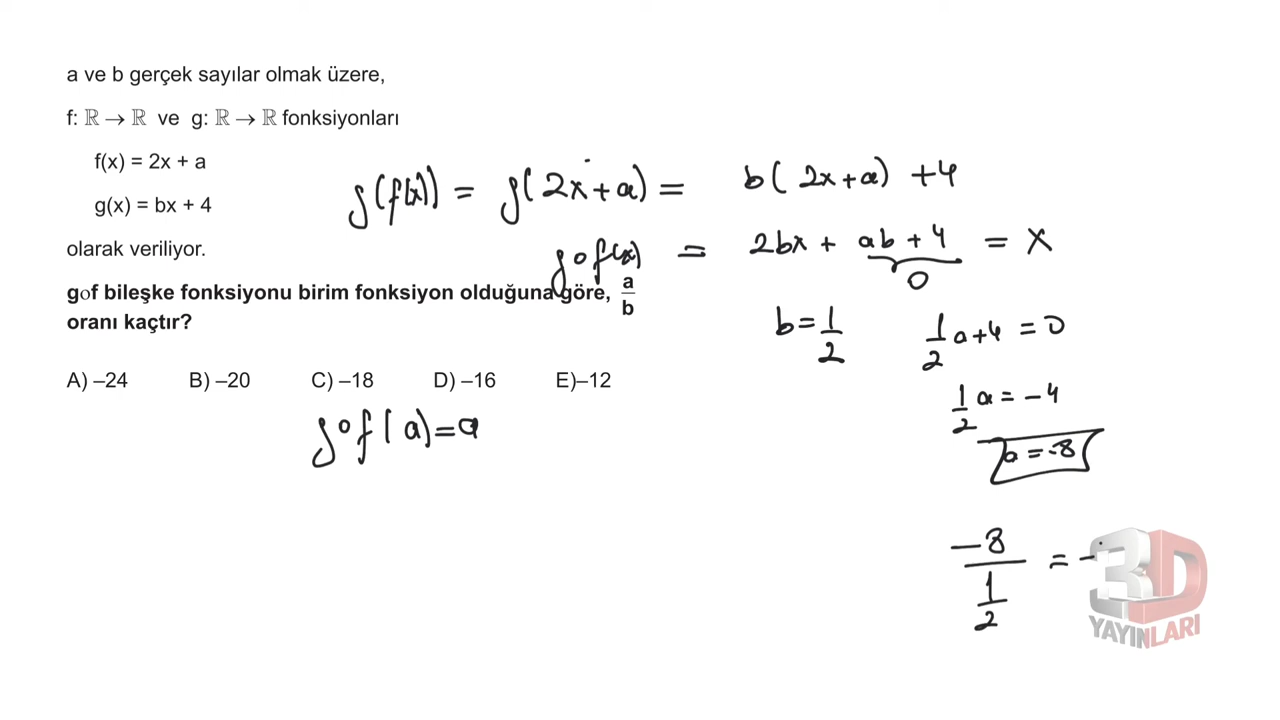 a ve b gerçek sayılar olmak üzere,
f: ℝ → ℝ ve g: ℝ → ℝ fonksiyonları
f(x) = 2x + a
g(x) = bx + 4
olarak veriliyor.
gof bileşke fonksiyonu birim fonksiyon olduğuna göre, a/b
oranı kaçtır?
A) –24 B) –20 C) –18 D) –16 E)–12
g(f(x)) = g(2x+a) = b(2x+a) +4
gof(x) = 2bx + ab + 4 = x
0
b = 1/2
1/2 a+4 = 0
1/2 a = -4
a = -8
gof(a)=a
-8/(1/2) = -
3D
YAYINLARI